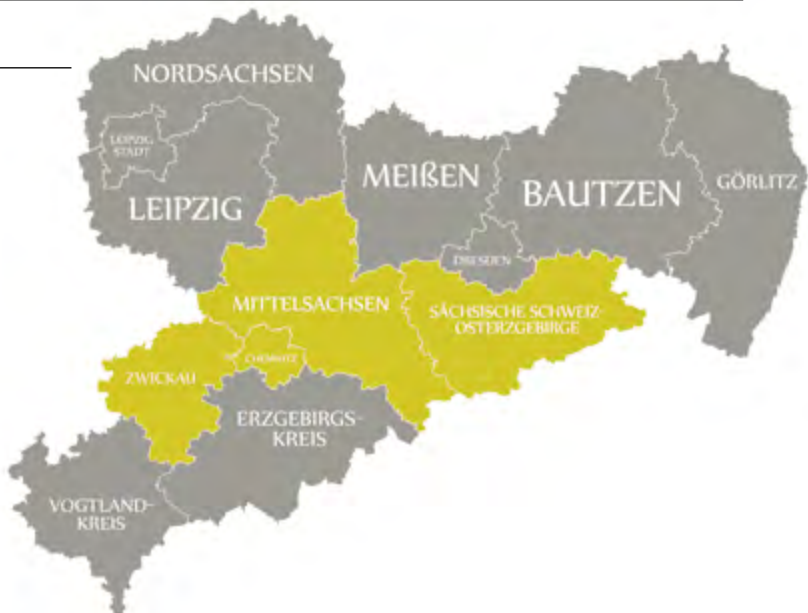 NORDSACHSEN
LEIPZIG
STADT
LEIPZIG
MEIßEN
BAUTZEN
GÖRLITZ
DRESDEN
MITTELSACHSEN
SÄCHSISCHE SCHWEIZ-
OSTERZGEBIRGE
ZWICKAU
CHEMNITZ
ERZGEBIRGS-
KREIS
VOGTLAND-
KREIS